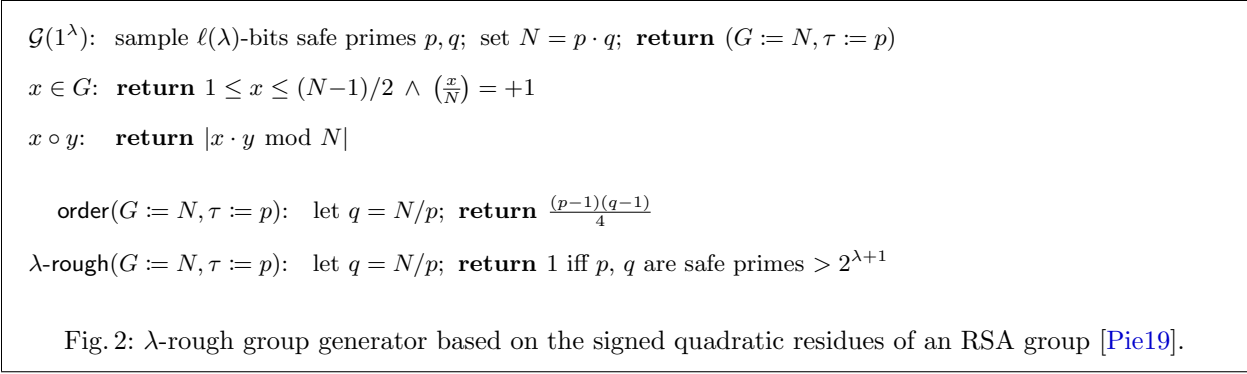 𝒢(1^λ): sample ℓ(λ)-bits safe primes p, q; set N = p · q; return (G := N, τ := p)
x ∈ G: return 1 ≤ x ≤ (N−1)/2 ∧ (x/N) = +1
x ∘ y: return |x · y mod N|
order(G := N, τ := p): let q = N/p; return (p−1)(q−1)/4
λ-rough(G := N, τ := p): let q = N/p; return 1 iff p, q are safe primes > 2^{λ+1}
Fig. 2: λ-rough group generator based on the signed quadratic residues of an RSA group [Pie19].